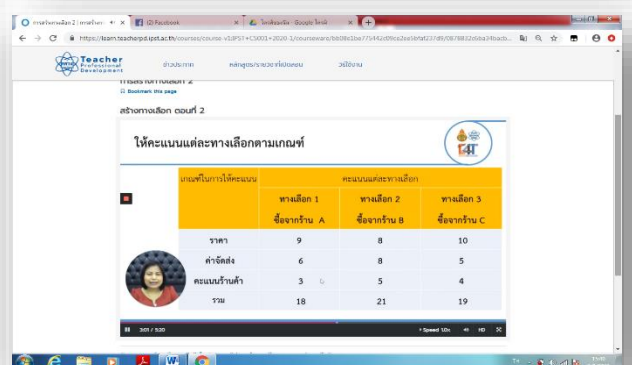 (2) Facebook
Teacher
Professional
Development
ข่าวประกาศ
หลักสูตร/รายวิชาที่เปิดสอน
วิธีใช้งาน
Bookmark this page
สร้างทางเลือก ตอนที่ 2
ให้คะแนนแต่ละทางเลือกตามเกณฑ์
เกณฑ์ในการให้คะแนน
คะแนนแต่ละทางเลือก
ทางเลือก 1 ทางเลือก 2 ทางเลือก 3
ซื้อจากร้าน A ซื้อจากร้าน B ซื้อจากร้าน C
ราคา 9 8 10
ค่าจัดส่ง 6 8 5
คะแนนร้านค้า 3 5 4
รวม 18 21 19
3:01 / 5:20
Speed 1.0x
HD
TH